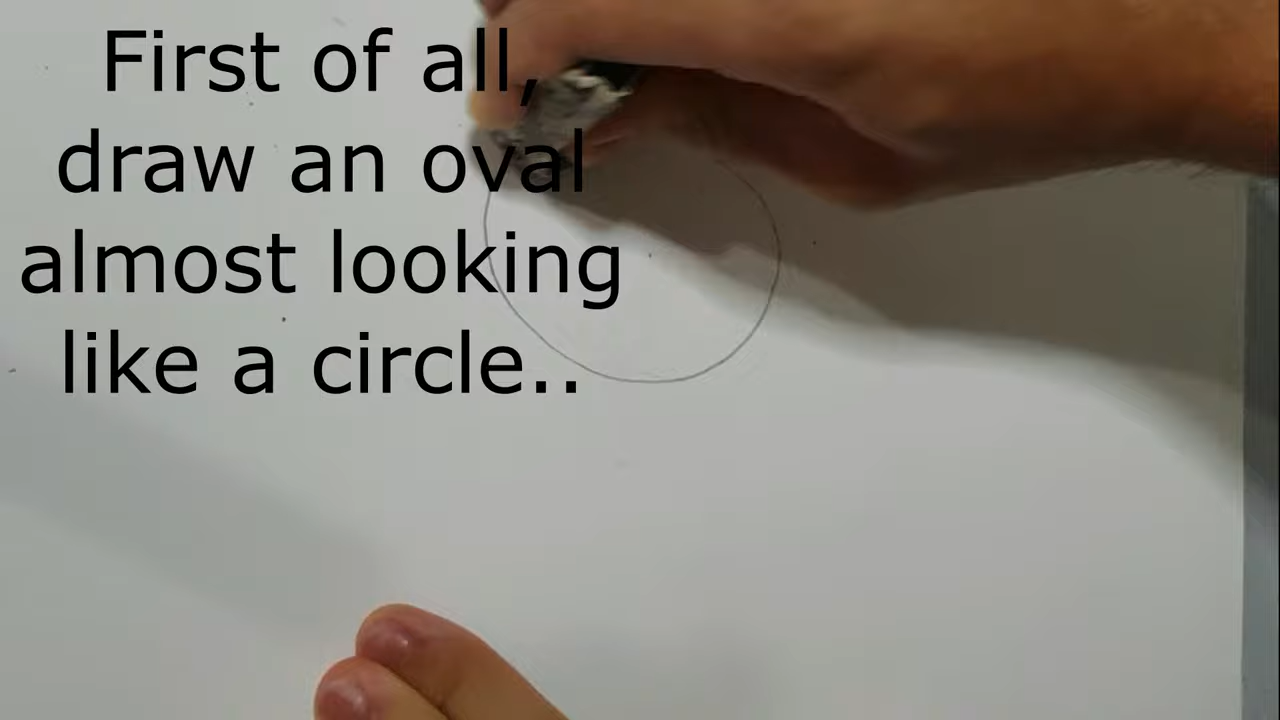 First of all,
draw an oval
almost looking
like a circle..